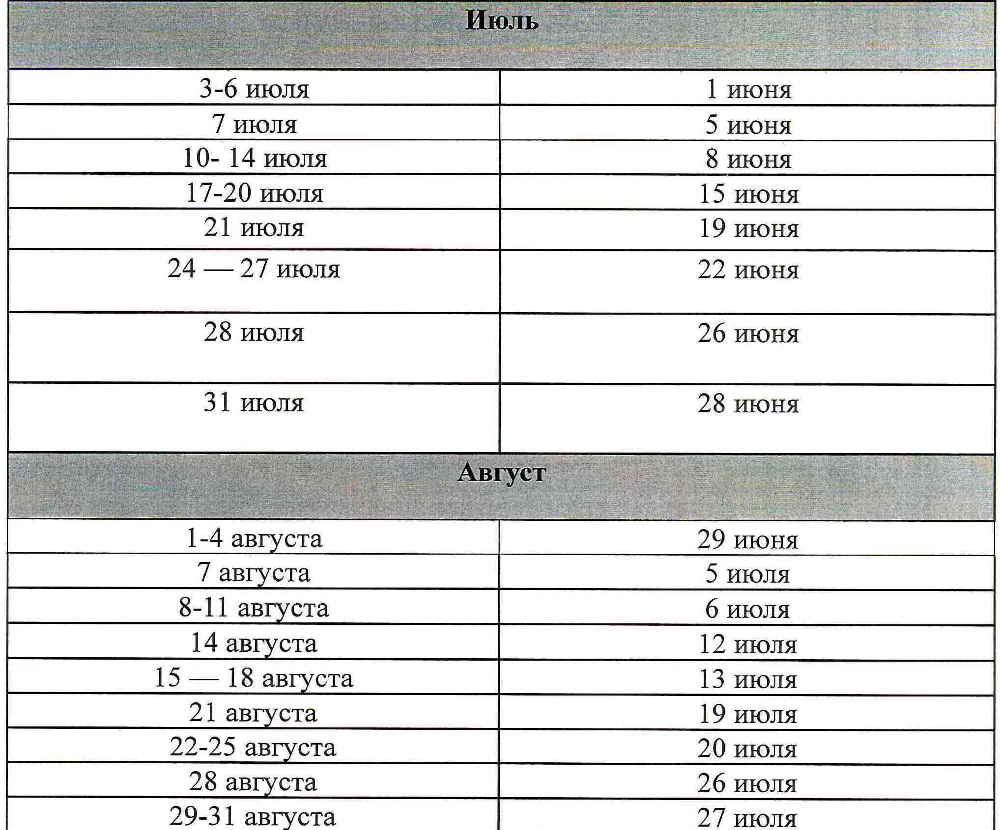 Июль
3-6 июля 1 июня
7 июля 5 июня
10- 14 июля 8 июня
17-20 июля 15 июня
21 июля 19 июня
24 — 27 июля 22 июня
28 июля 26 июня
31 июля 28 июня
Август
1-4 августа 29 июня
7 августа 5 июля
8-11 августа 6 июля
14 августа 12 июля
15 — 18 августа 13 июля
21 августа 19 июля
22-25 августа 20 июля
28 августа 26 июля
29-31 августа 27 июля